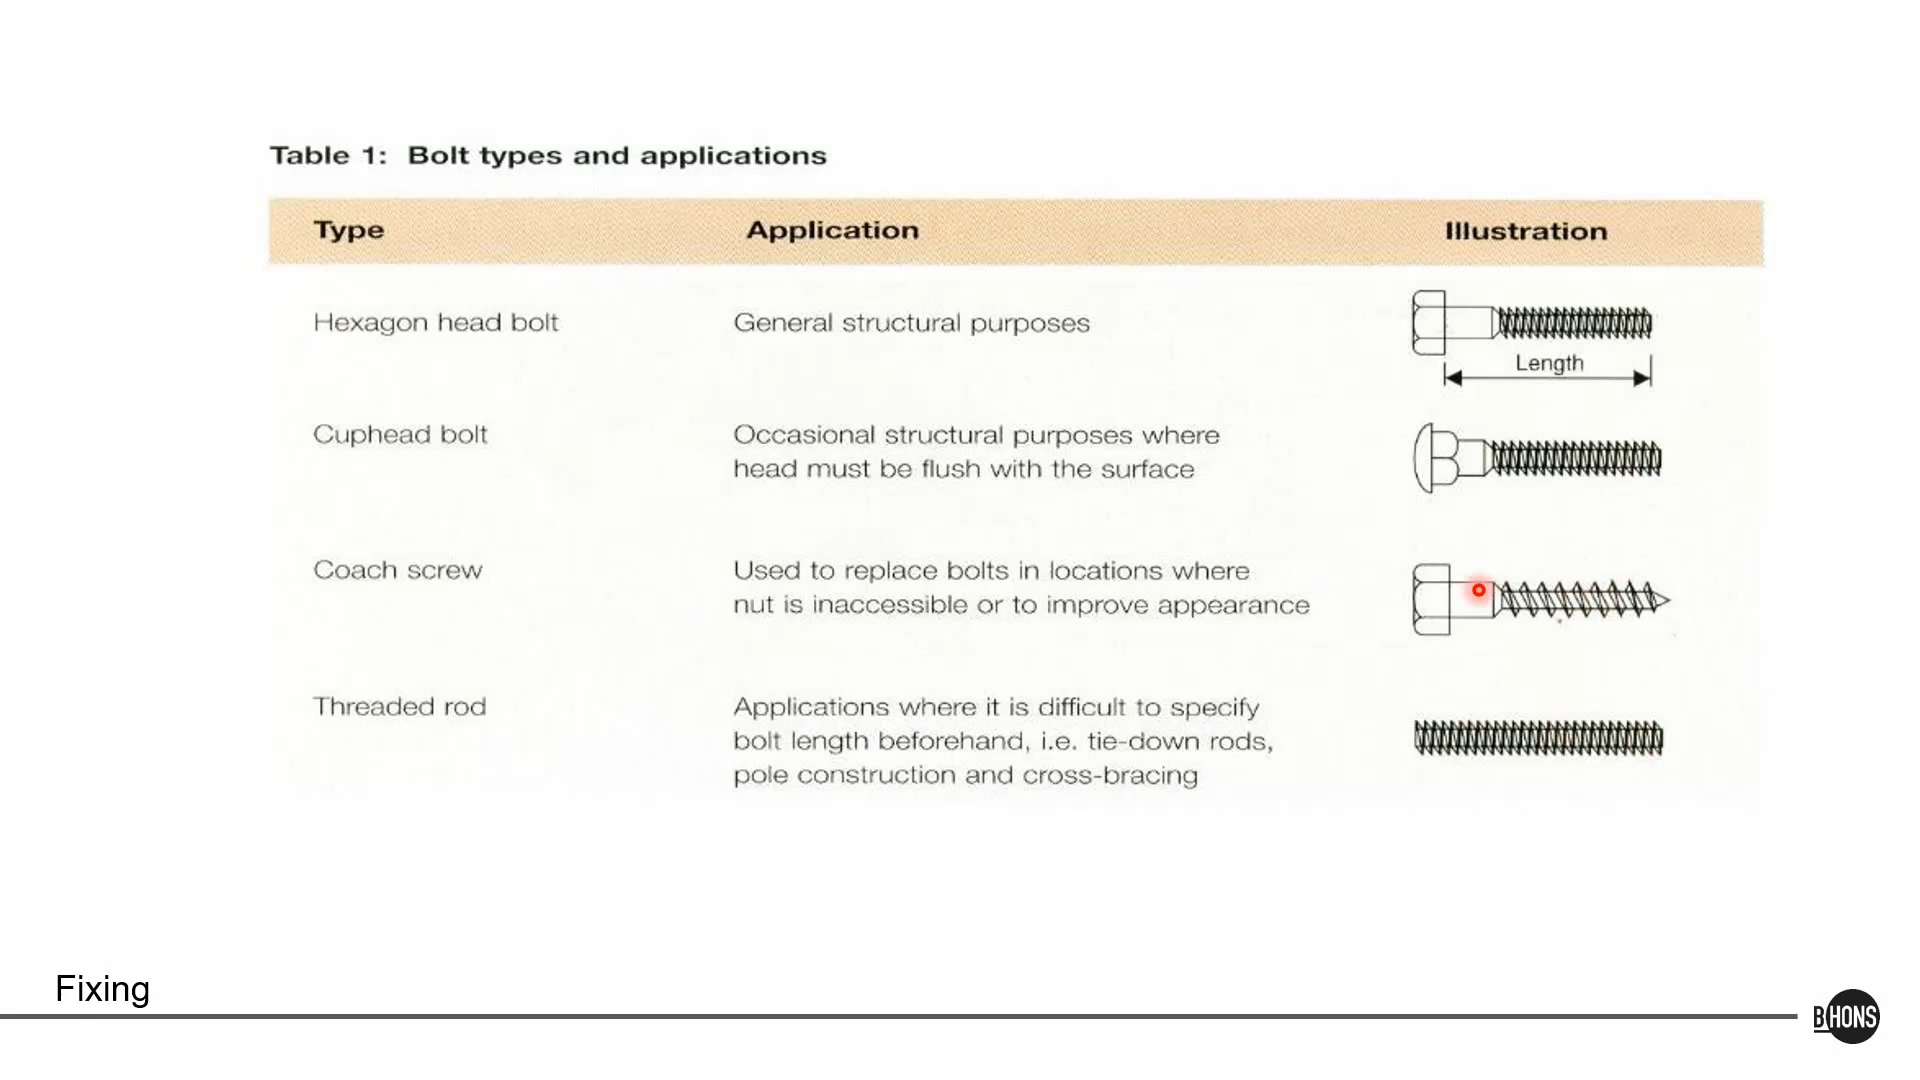 Table 1: Bolt types and applications
Type Application Illustration
Hexagon head bolt General structural purposes
Length
Cuphead bolt Occasional structural purposes where
head must be flush with the surface
Coach screw Used to replace bolts in locations where
nut is inaccessible or to improve appearance
Threaded rod Applications where it is difficult to specify
bolt length beforehand, i.e. tie-down rods,
pole construction and cross-bracing
Fixing
B HONS